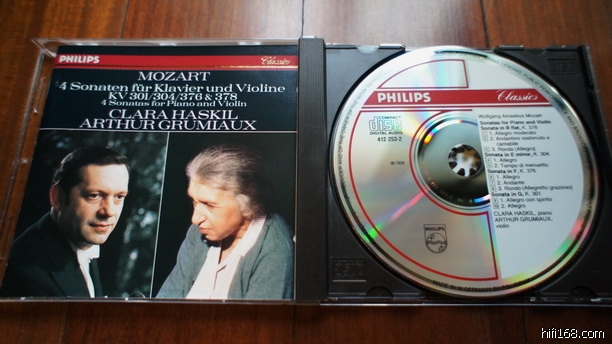 PHILIPS
Classics
MOZART
4 Sonaten für Klavier und Violine
KV 301/304/376 & 378
4 Sonatas for Piano and Violin
CLARA HASKIL
ARTHUR GRUMIAUX
PHILIPS
Classics
COMPACT
disc
DIGITAL AUDIO
412 253-2
Wolfgang Amadeus Mozart
Sonatas for Piano and Violin
Sonata in B flat, K. 378
1. Allegro moderato
2. Andantino sostenuto e
cantabile
3. Rondo (Allegro)
Sonata in E minor, K. 304
1. Allegro
2. Tempo di menuetto
Sonata in F, K. 376
1. Allegro
2. Andante
3. Rondo (Allegretto grazioso)
Sonata in G, K. 301
1. Allegro con spirito
2. Allegro
CLARA HASKIL, piano
ARTHUR GRUMIAUX,
violin
PHILIPS
hifi168.com